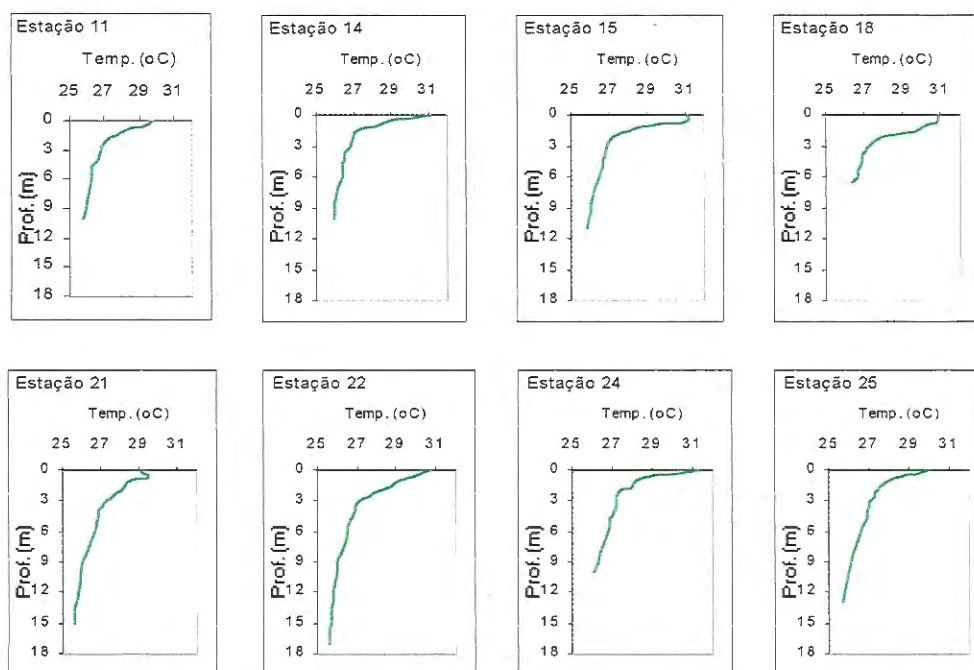 Estação 11
Temp. (oC)
25 27 29 31
0
3
6
9
12
15
18
Prof. (m)
Estação 14
Temp. (oC)
25 27 29 31
0
3
6
9
12
15
18
Prof. (m)
Estação 15
Temp. (oC)
25 27 29 31
0
3
6
9
12
15
18
Prof. (m)
Estação 18
Temp. (oC)
25 27 29 31
0
3
6
9
12
15
18
Prof. (m)
Estação 21
Temp. (oC)
25 27 29 31
0
3
6
9
12
15
18
Prof. (m)
Estação 22
Temp. (oC)
25 27 29 31
0
3
6
9
12
15
18
Prof. (m)
Estação 24
Temp. (oC)
25 27 29 31
0
3
6
9
12
15
18
Prof. (m)
Estação 25
Temp. (oC)
25 27 29 31
0
3
6
9
12
15
18
Prof. (m)